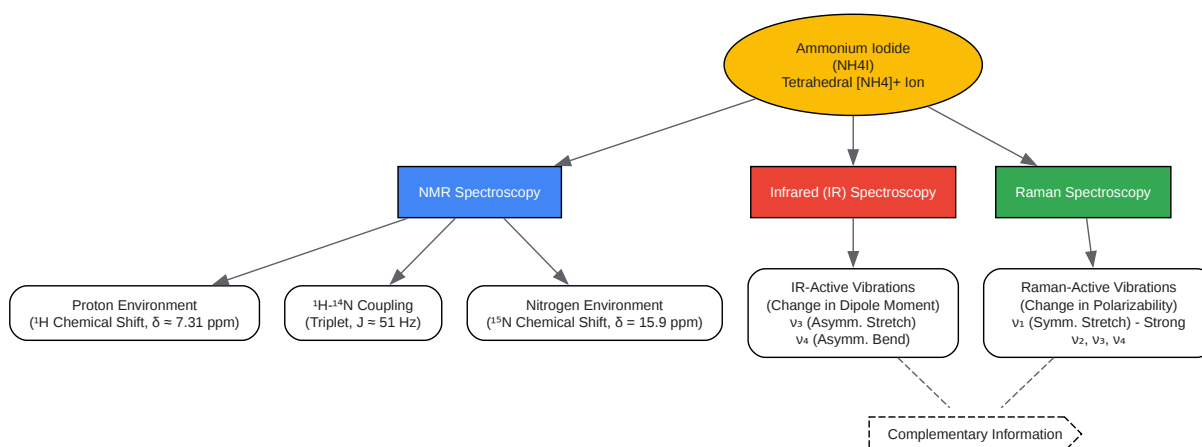 Ammonium Iodide
(NH4I)
Tetrahedral [NH4]+ Ion
NMR Spectroscopy
Infrared (IR) Spectroscopy
Raman Spectroscopy
Proton Environment
(¹H Chemical Shift, δ ≈ 7.31 ppm)
¹H-¹⁴N Coupling
(Triplet, J ≈ 51 Hz)
Nitrogen Environment
(¹⁵N Chemical Shift, δ = 15.9 ppm)
IR-Active Vibrations
(Change in Dipole Moment)
ν₃ (Asymm. Stretch)
ν₄ (Asymm. Bend)
Raman-Active Vibrations
(Change in Polarizability)
ν₁ (Symm. Stretch) - Strong
ν₂, ν₃, ν₄
Complementary Information